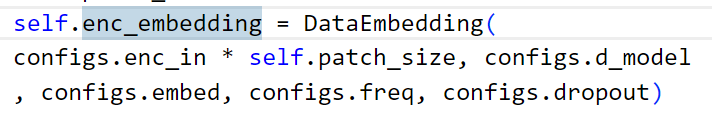 self.enc_embedding = DataEmbedding(
configs.enc_in * self.patch_size, configs.d_model
, configs.embed, configs.freq, configs.dropout)